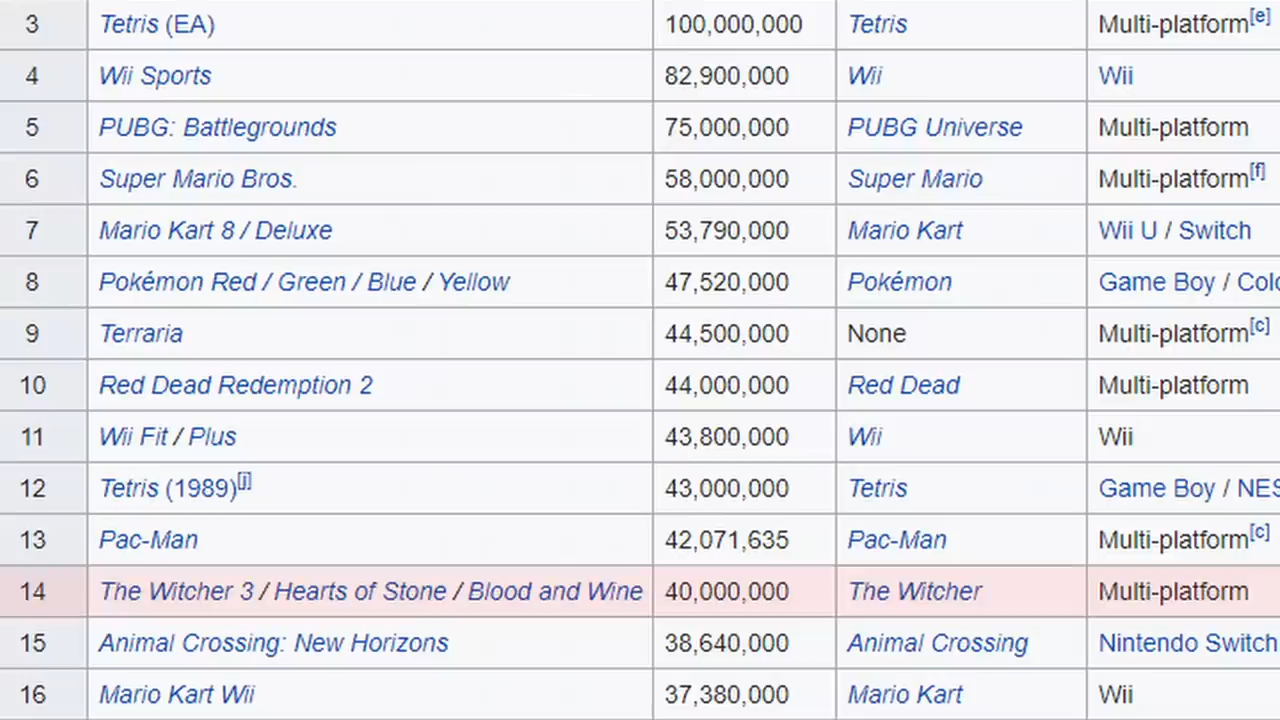 3 Tetris (EA) 100,000,000 Tetris Multi-platform[e]
4 Wii Sports 82,900,000 Wii Wii
5 PUBG: Battlegrounds 75,000,000 PUBG Universe Multi-platform
6 Super Mario Bros. 58,000,000 Super Mario Multi-platform[f]
7 Mario Kart 8 / Deluxe 53,790,000 Mario Kart Wii U / Switch
8 Pokémon Red / Green / Blue / Yellow 47,520,000 Pokémon Game Boy / Colo
9 Terraria 44,500,000 None Multi-platform[c]
10 Red Dead Redemption 2 44,000,000 Red Dead Multi-platform
11 Wii Fit / Plus 43,800,000 Wii Wii
12 Tetris (1989)[j] 43,000,000 Tetris Game Boy / NES
13 Pac-Man 42,071,635 Pac-Man Multi-platform[c]
14 The Witcher 3 / Hearts of Stone / Blood and Wine 40,000,000 The Witcher Multi-platform
15 Animal Crossing: New Horizons 38,640,000 Animal Crossing Nintendo Switch
16 Mario Kart Wii 37,380,000 Mario Kart Wii